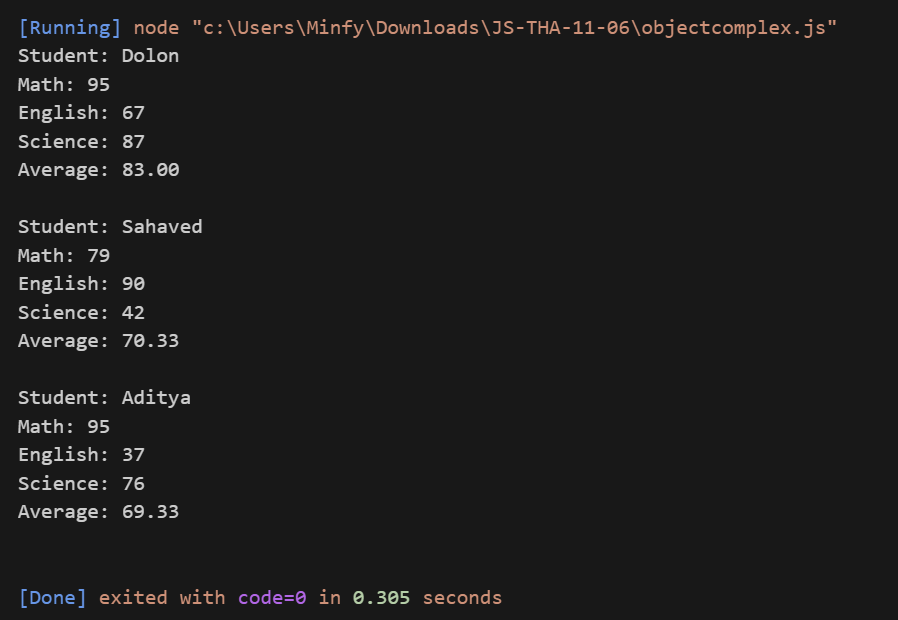 [Running] node "c:\Users\Minfy\Downloads\JS-THA-11-06\objectcomplex.js"
Student: Dolon
Math: 95
English: 67
Science: 87
Average: 83.00
Student: Sahaved
Math: 79
English: 90
Science: 42
Average: 70.33
Student: Aditya
Math: 95
English: 37
Science: 76
Average: 69.33
[Done] exited with code=0 in 0.305 seconds